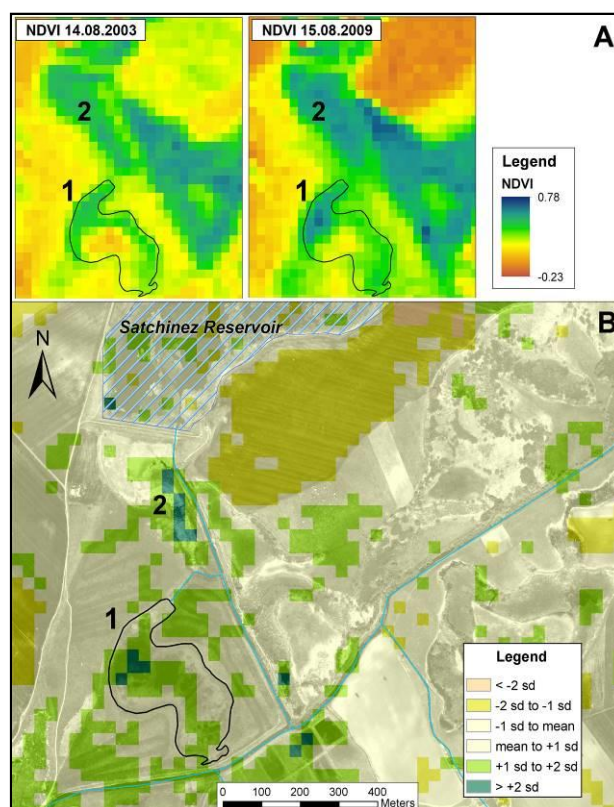 NDVI 14.08.2003
NDVI 15.08.2009
A
2
2
1
1
Legend
NDVI
0.78
-0.23
B
Satchinez Reservoir
N
2
1
Legend
< -2 sd
-2 sd to -1 sd
-1 sd to mean
mean to +1 sd
+1 sd to +2 sd
> +2 sd
0 100 200 300 400
Meters